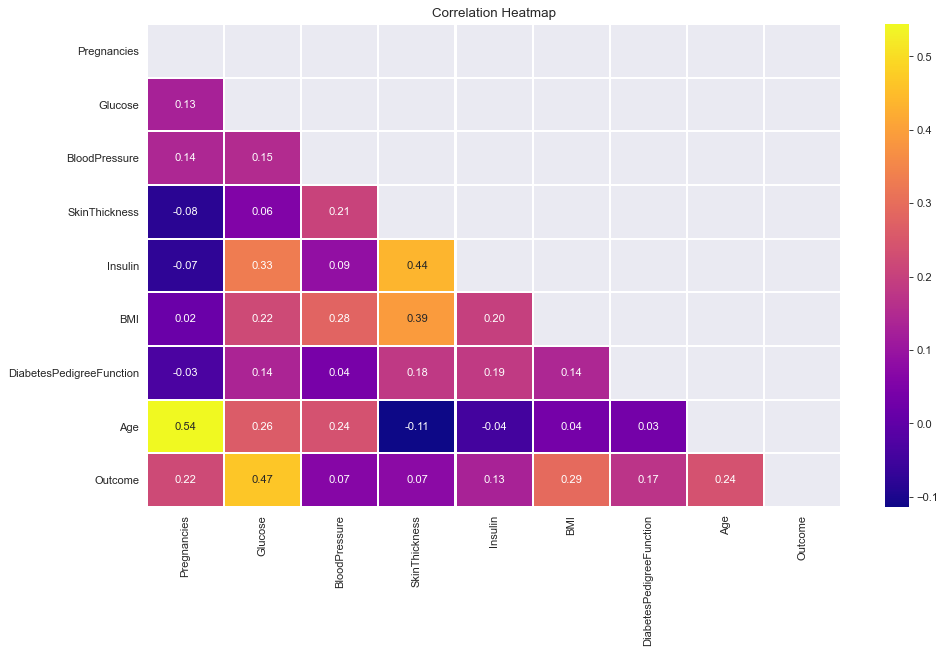 Correlation Heatmap
Pregnancies
Glucose 0.13
BloodPressure 0.14 0.15
SkinThickness -0.08 0.06 0.21
Insulin -0.07 0.33 0.09 0.44
BMI 0.02 0.22 0.28 0.39 0.20
DiabetesPedigreeFunction -0.03 0.14 0.04 0.18 0.19 0.14
Age 0.54 0.26 0.24 -0.11 -0.04 0.04 0.03
Outcome 0.22 0.47 0.07 0.07 0.13 0.29 0.17 0.24
Pregnancies
Glucose
BloodPressure
SkinThickness
Insulin
BMI
DiabetesPedigreeFunction
Age
Outcome
0.5
0.4
0.3
0.2
0.1
0.0
−0.1